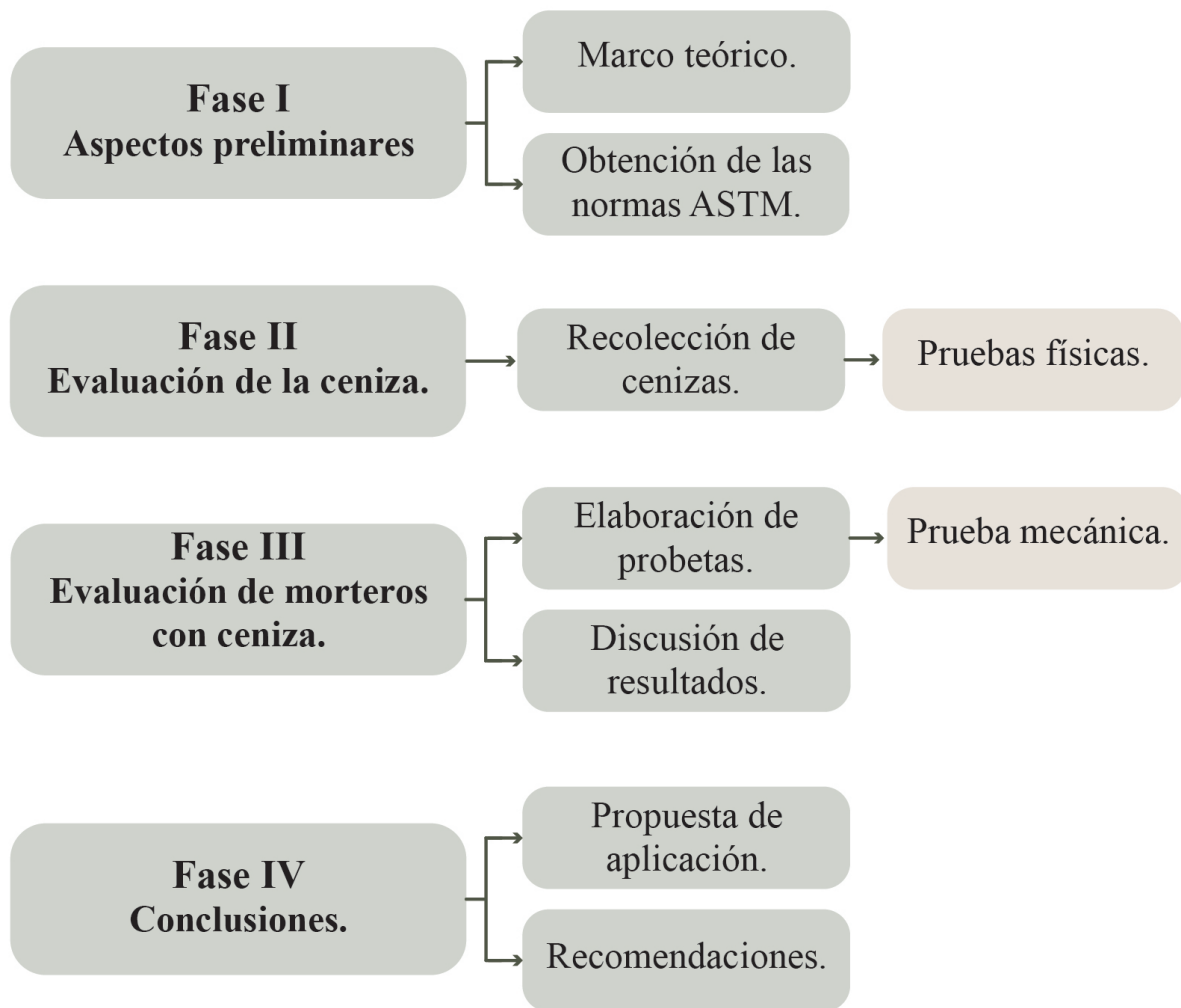 Fase I
Aspectos preliminares
Marco teórico.
Obtención de las
normas ASTM.
Fase II
Evaluación de la ceniza.
Recolección de
cenizas.
Pruebas físicas.
Fase III
Evaluación de morteros
con ceniza.
Elaboración de
probetas.
Prueba mecánica.
Discusión de
resultados.
Fase IV
Conclusiones.
Propuesta de
aplicación.
Recomendaciones.